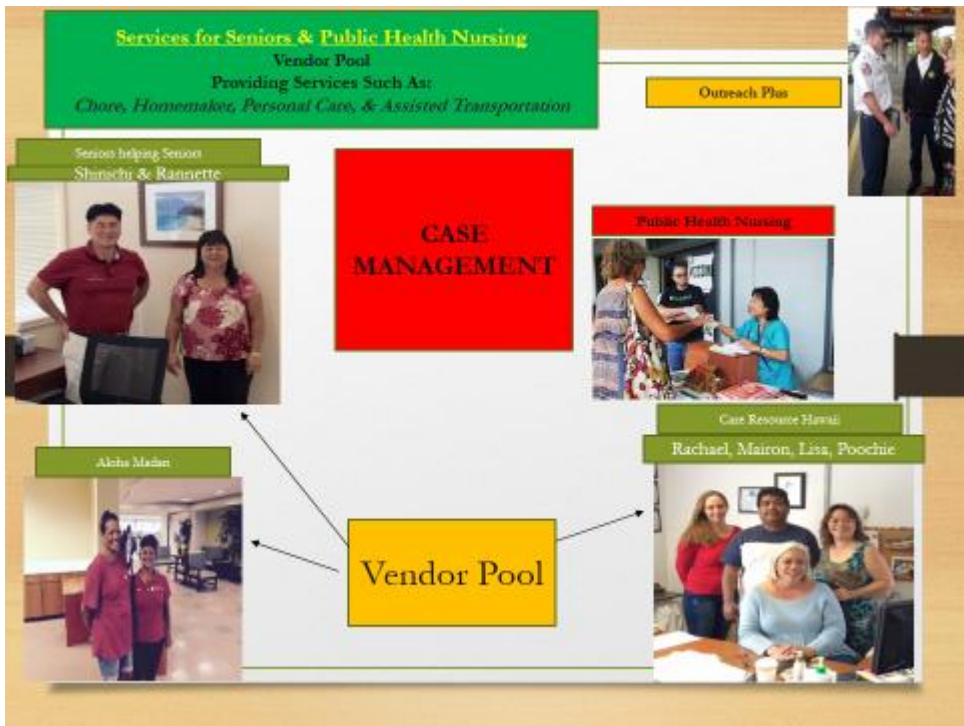 Services for Seniors & Public Health Nursing
Vendor Pool
Providing Services Such As:
Chore, Homemaker, Personal Care, & Assisted Transportation
Outreach Plus
Seniors helping Seniors
Shinichi & Rannette
CASE
MANAGEMENT
Public Health Nursing
Care Resource Hawaii
Rachael, Mairon, Lisa, Poochie
Aloha Madan
Vendor Pool